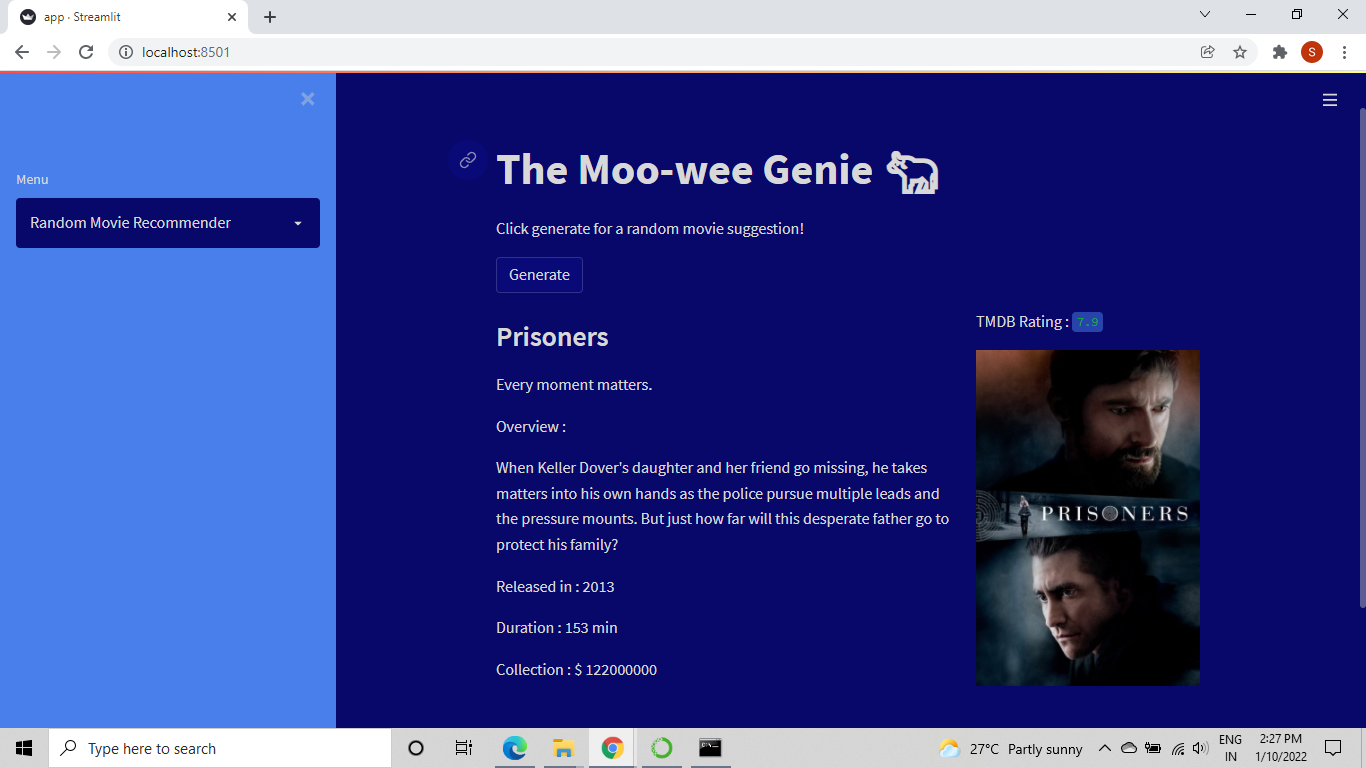 app · Streamlit
localhost:8501
S
Menu
Random Movie Recommender
The Moo-wee Genie
Click generate for a random movie suggestion!
Generate
Prisoners
Every moment matters.
Overview :
When Keller Dover's daughter and her friend go missing, he takes
matters into his own hands as the police pursue multiple leads and
the pressure mounts. But just how far will this desperate father go to
protect his family?
Released in : 2013
Duration : 153 min
Collection : $ 122000000
TMDB Rating : 7.9
PRISONERS
Type here to search
27°C Partly sunny
ENG
IN
2:27 PM
1/10/2022